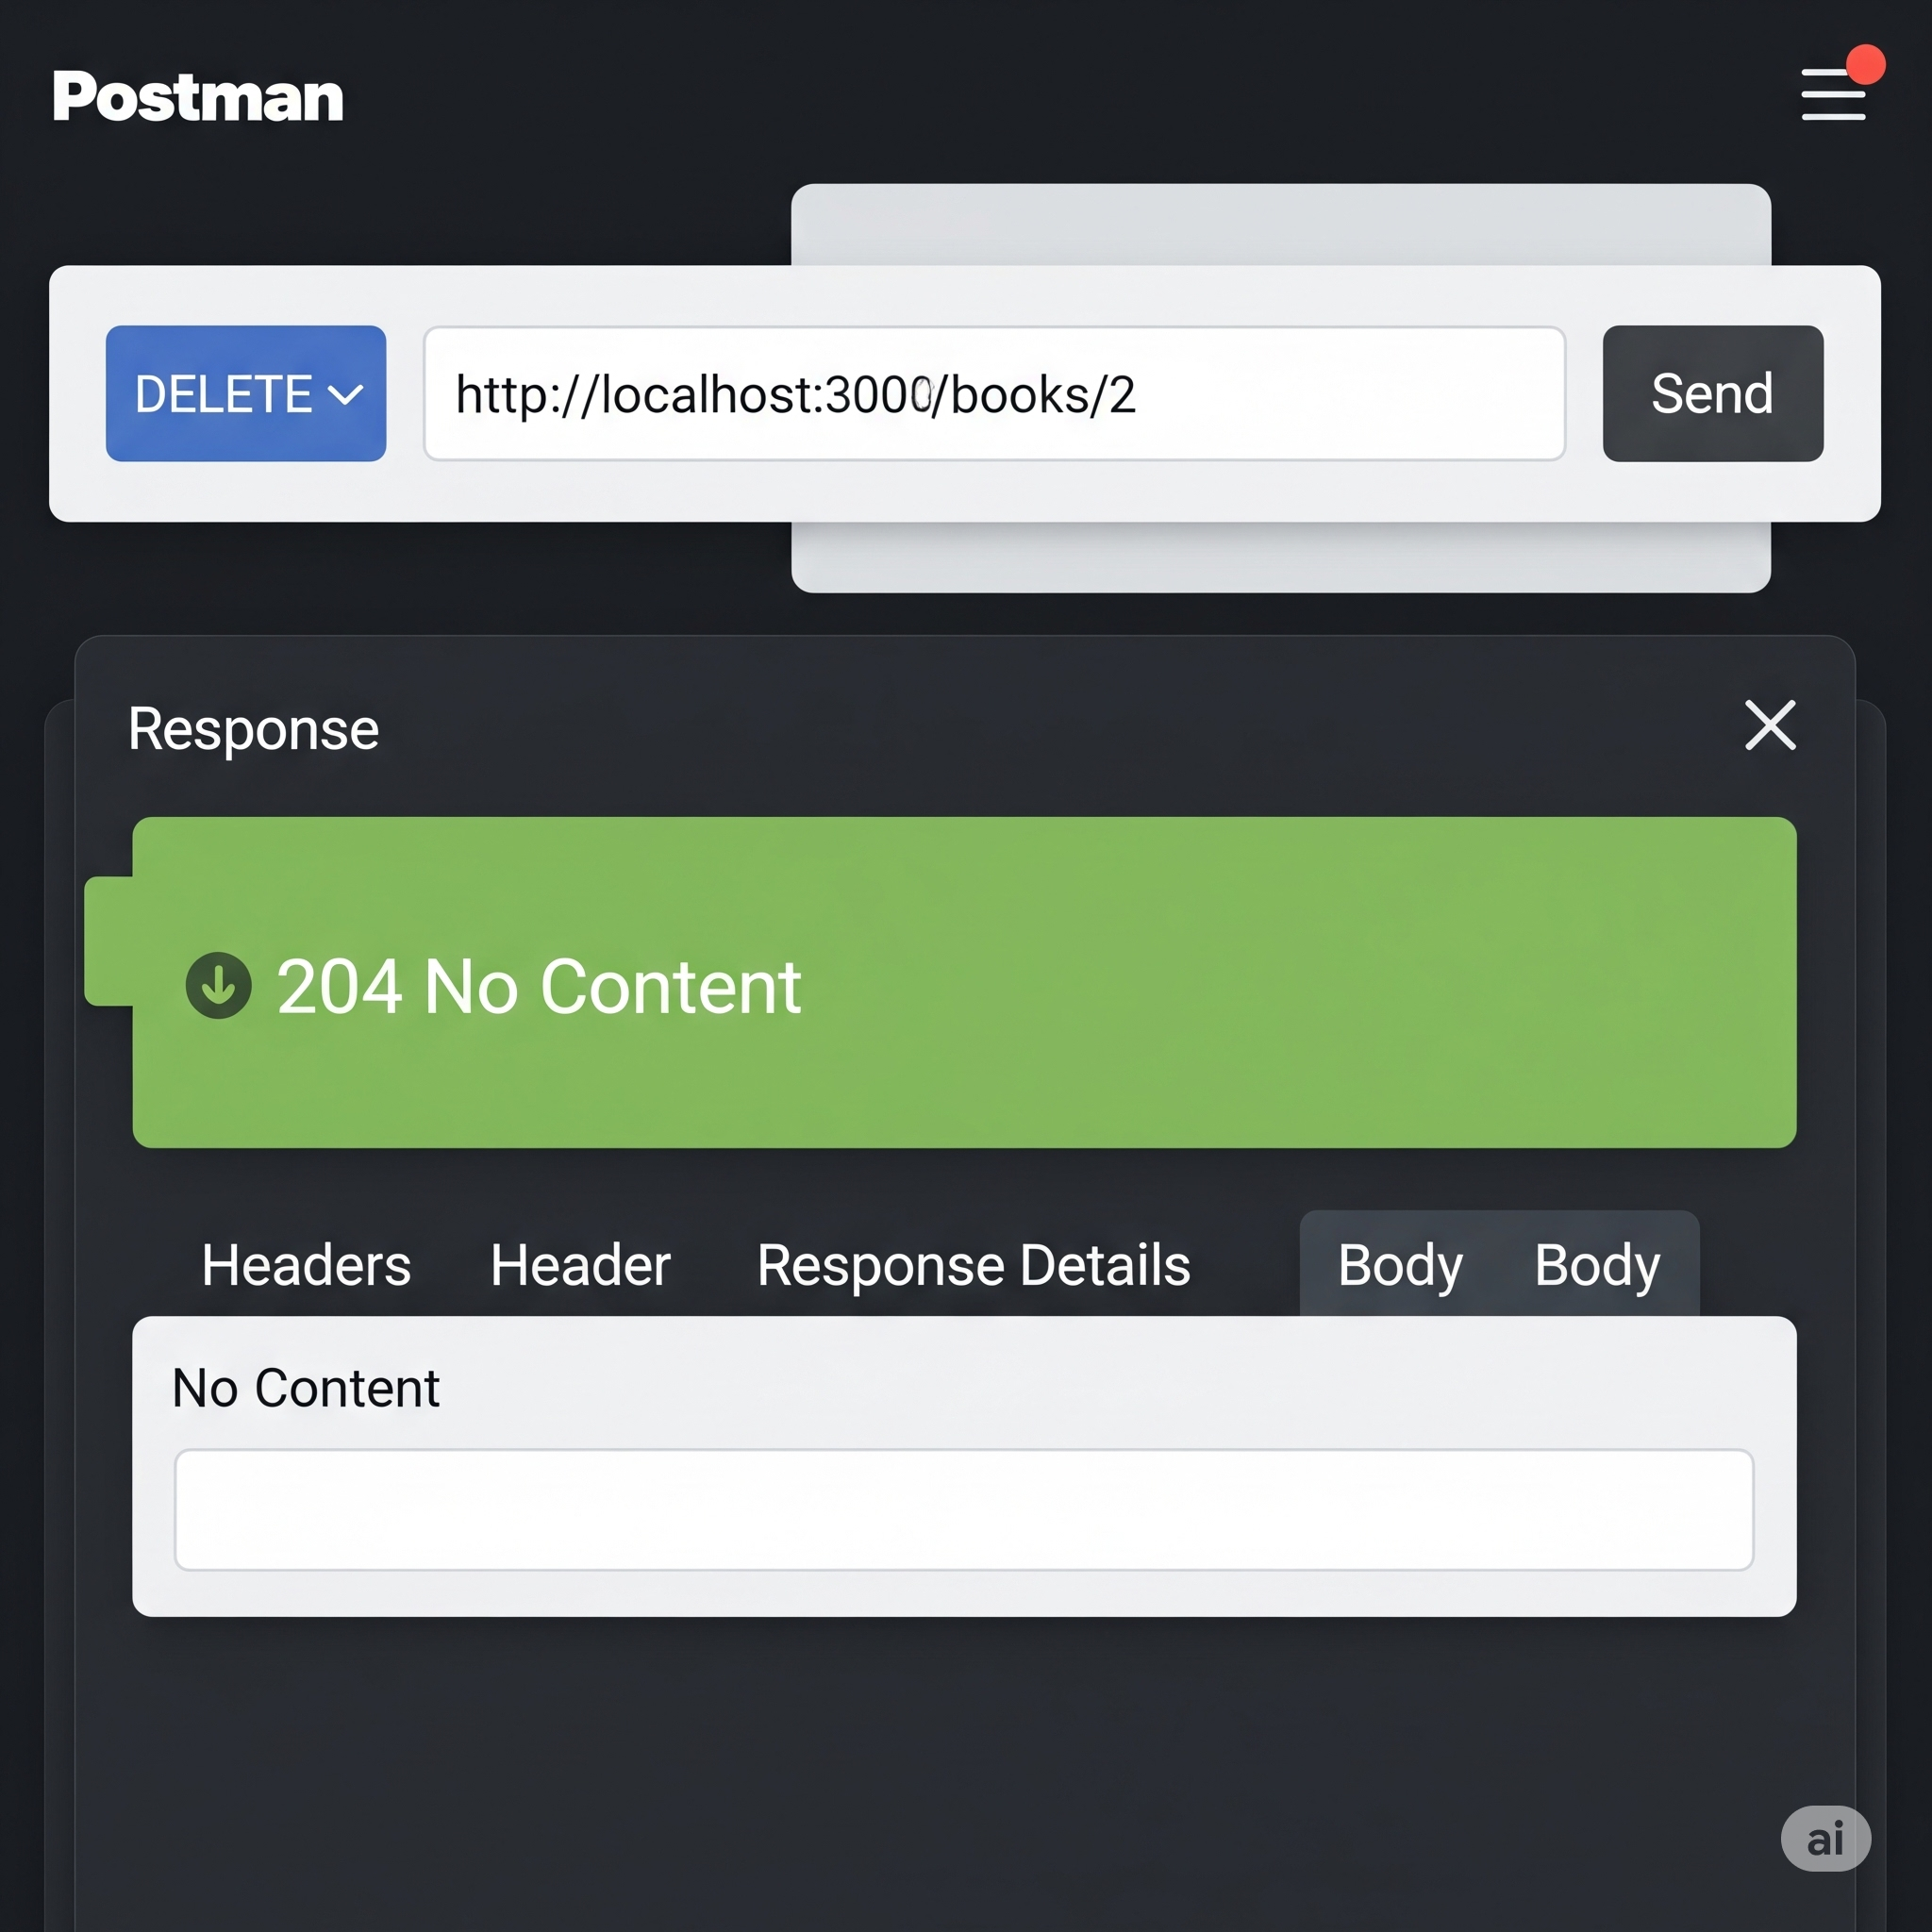 Postman
DELETE
http://localhost:3000/books/2
Send
Response
204 No Content
Headers Header Response Details Body Body
No Content
ai